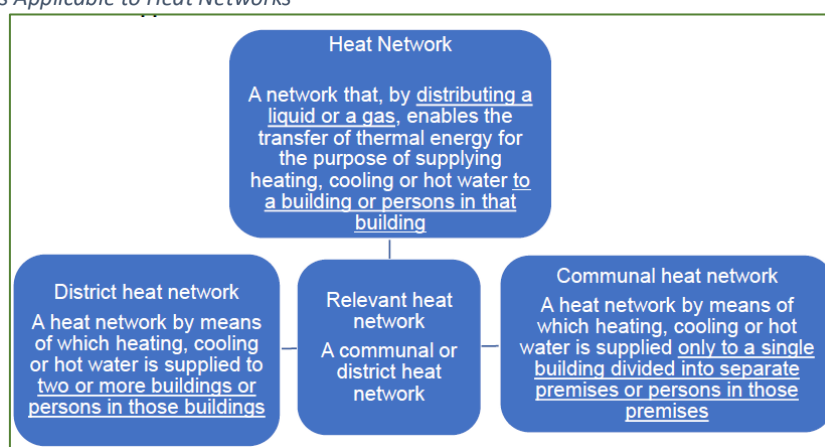 s Applicable to Heat Networks
Heat Network
A network that, by distributing a
liquid or a gas, enables the
transfer of thermal energy for
the purpose of supplying
heating, cooling or hot water to
a building or persons in that
building
District heat network
A heat network by means
of which heating, cooling
or hot water is supplied to
two or more buildings or
persons in those buildings
Relevant heat
network
A communal or
district heat
network
Communal heat network
A heat network by means of
which heating, cooling or hot
water is supplied only to a single
building divided into separate
premises or persons in those
premises